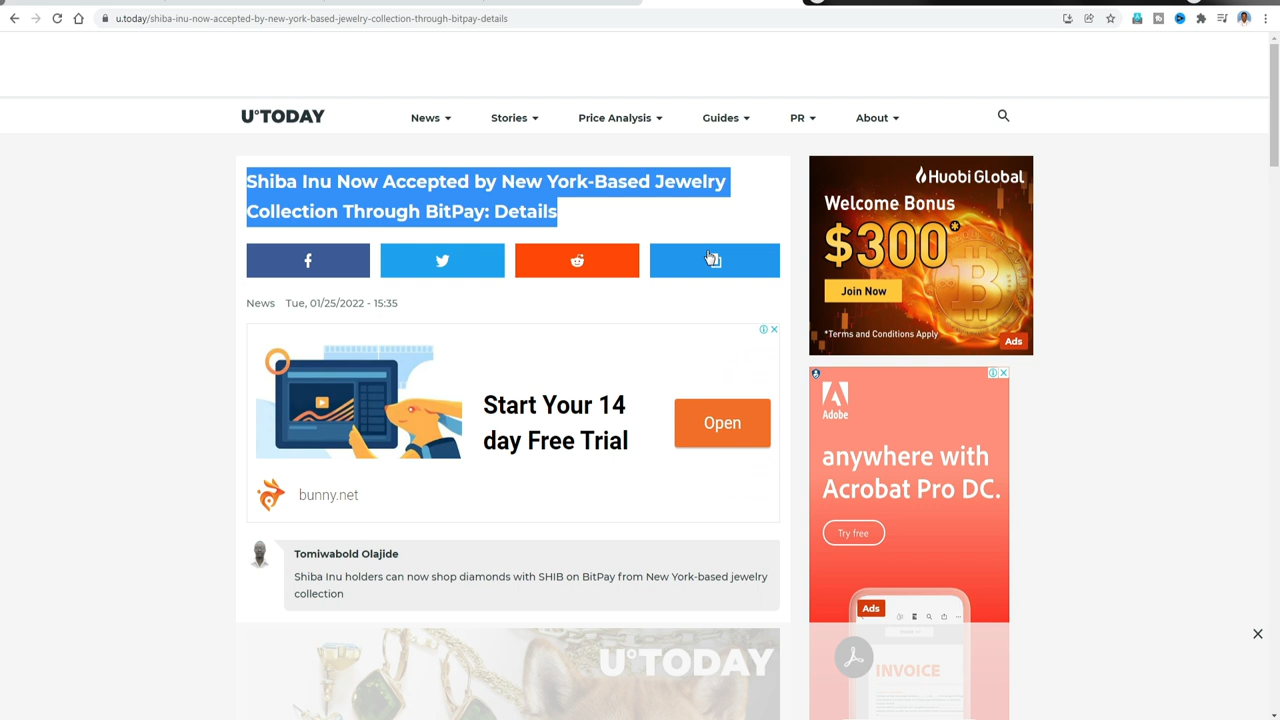 u.today/shiba-inu-now-accepted-by-new-york-based-jewelry-collection-through-bitpay-details
U°TODAY
News
Stories
Price Analysis
Guides
PR
About
Shiba Inu Now Accepted by New York-Based Jewelry
Collection Through BitPay: Details
News Tue, 01/25/2022 - 15:35
Start Your 14
day Free Trial
Open
bunny.net
Tomiwabold Olajide
Shiba Inu holders can now shop diamonds with SHIB on BitPay from New York-based jewelry
collection
U°TODAY
Huobi Global
Welcome Bonus
$300*
Join Now
*Terms and Conditions Apply
Ads
Adobe
anywhere with
Acrobat Pro DC.
Try free
Ads
INVOICE